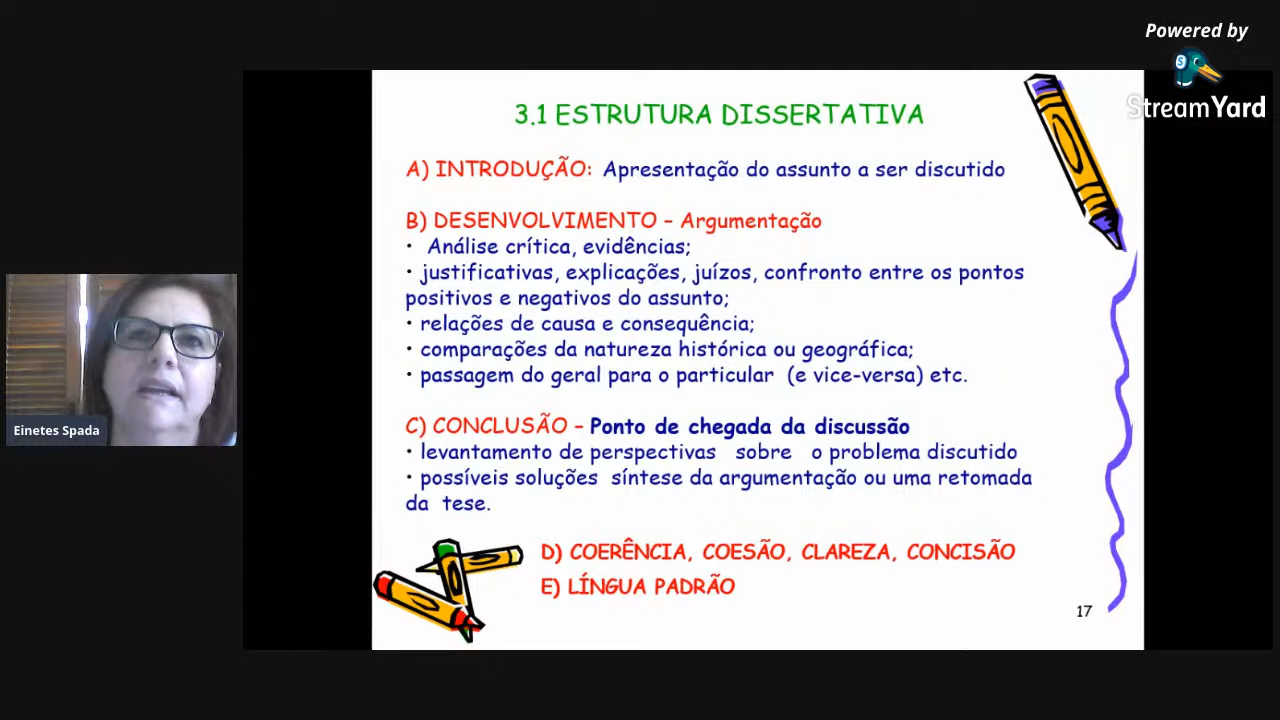 Powered by
StreamYard
3.1 ESTRUTURA DISSERTATIVA
A) INTRODUÇÃO: Apresentação do assunto a ser discutido
B) DESENVOLVIMENTO – Argumentação
• Análise crítica, evidências;
• justificativas, explicações, juízos, confronto entre os pontos
positivos e negativos do assunto;
• relações de causa e consequência;
• comparações da natureza histórica ou geográfica;
• passagem do geral para o particular (e vice-versa) etc.
C) CONCLUSÃO – Ponto de chegada da discussão
• levantamento de perspectivas sobre o problema discutido
• possíveis soluções síntese da argumentação ou uma retomada
da tese.
D) COERÊNCIA, COESÃO, CLAREZA, CONCISÃO
E) LÍNGUA PADRÃO
17
Einetes Spada